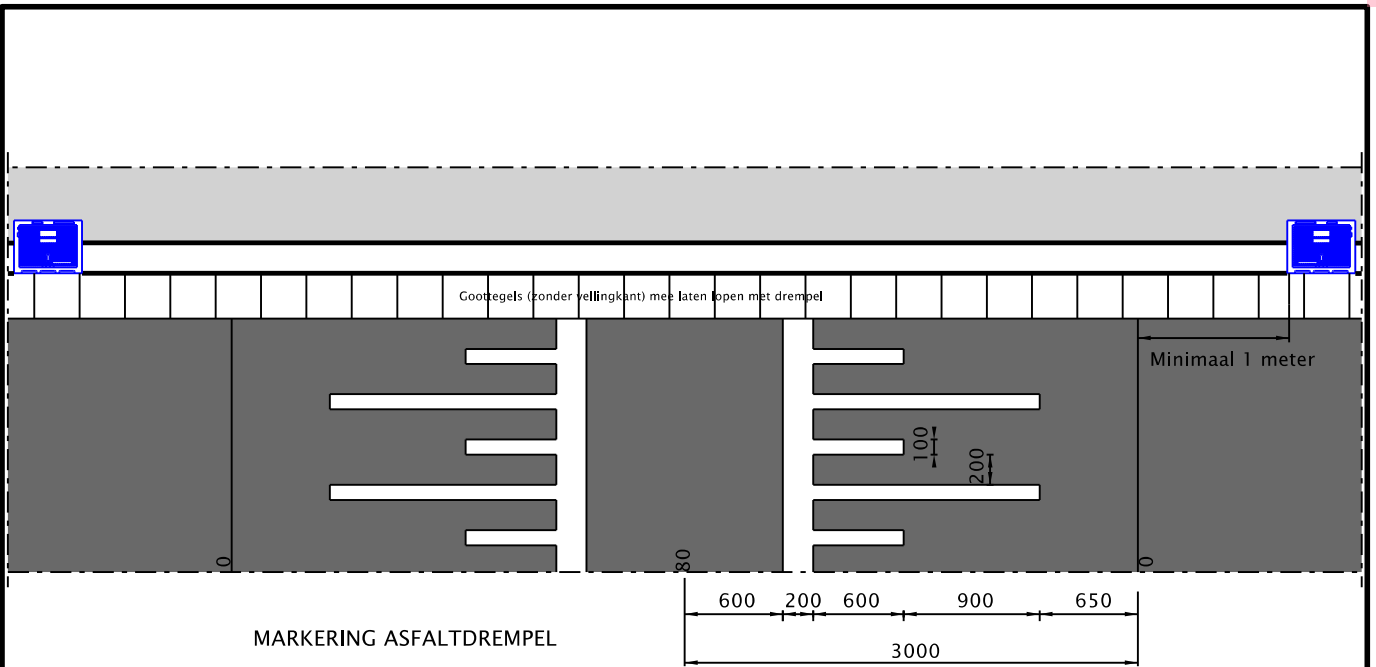 Goottegels (zonder vellingkant) mee laten lopen met drempel
Minimaal 1 meter
100
200
0
80
0
600 200 600 900 650
MARKERING ASFALTDREMPEL
3000